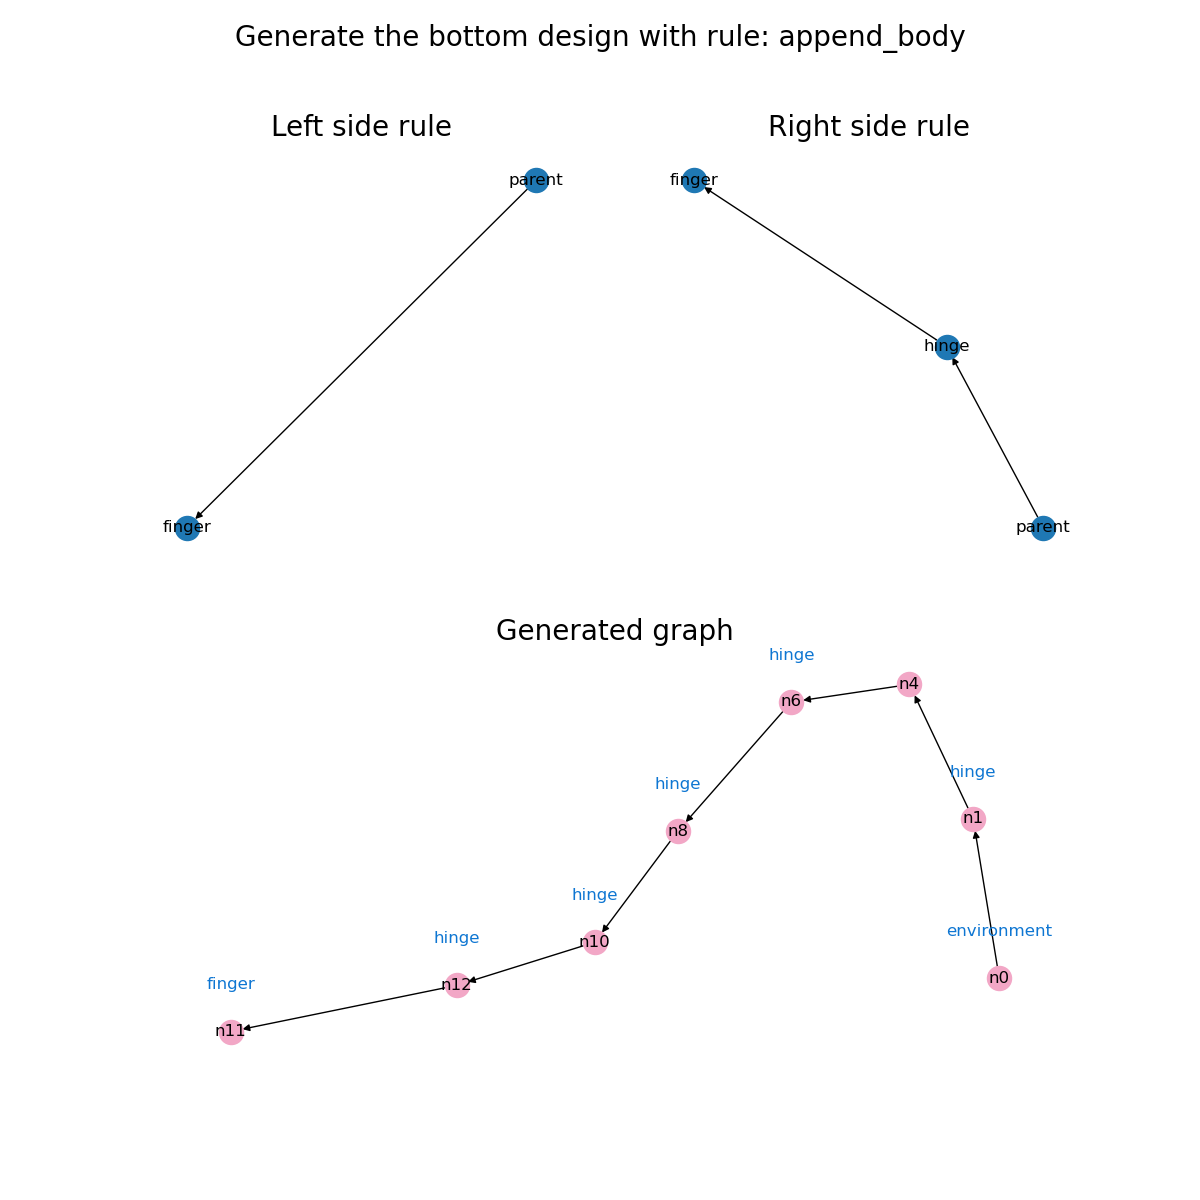 Generate the bottom design with rule: append_body
Left side rule
Right side rule
parent
finger
finger
hinge
parent
Generated graph
hinge
n4
n6
hinge
hinge
n1
n8
hinge
environment
hinge
n10
n0
finger
n12
n11